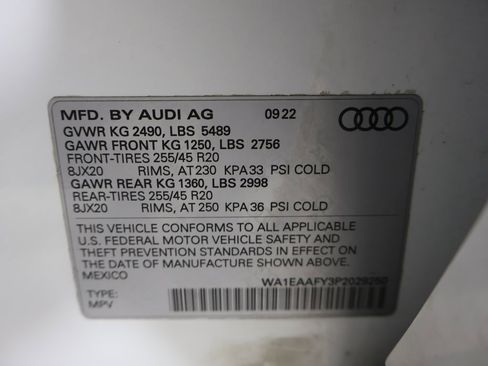 MFD. BY AUDI AG 09 22
GVWR KG 2490, LBS 5489
GAWR FRONT KG 1250, LBS 2756
FRONT-TIRES 255/45 R20
8JX20 RIMS, AT 230 KPA 33 PSI COLD
GAWR REAR KG 1360, LBS 2998
REAR-TIRES 255/45 R20
8JX20 RIMS, AT 250 KPA 36 PSI COLD
THIS VEHICLE CONFORMS TO ALL APPLICABLE
U.S. FEDERAL MOTOR VEHICLE SAFETY AND
THEFT PREVENTION STANDARDS IN EFFECT ON
THE DATE OF MANUFACTURE SHOWN ABOVE.
MEXICO WA1EAAFY3P2029250
TYPE:
MPV